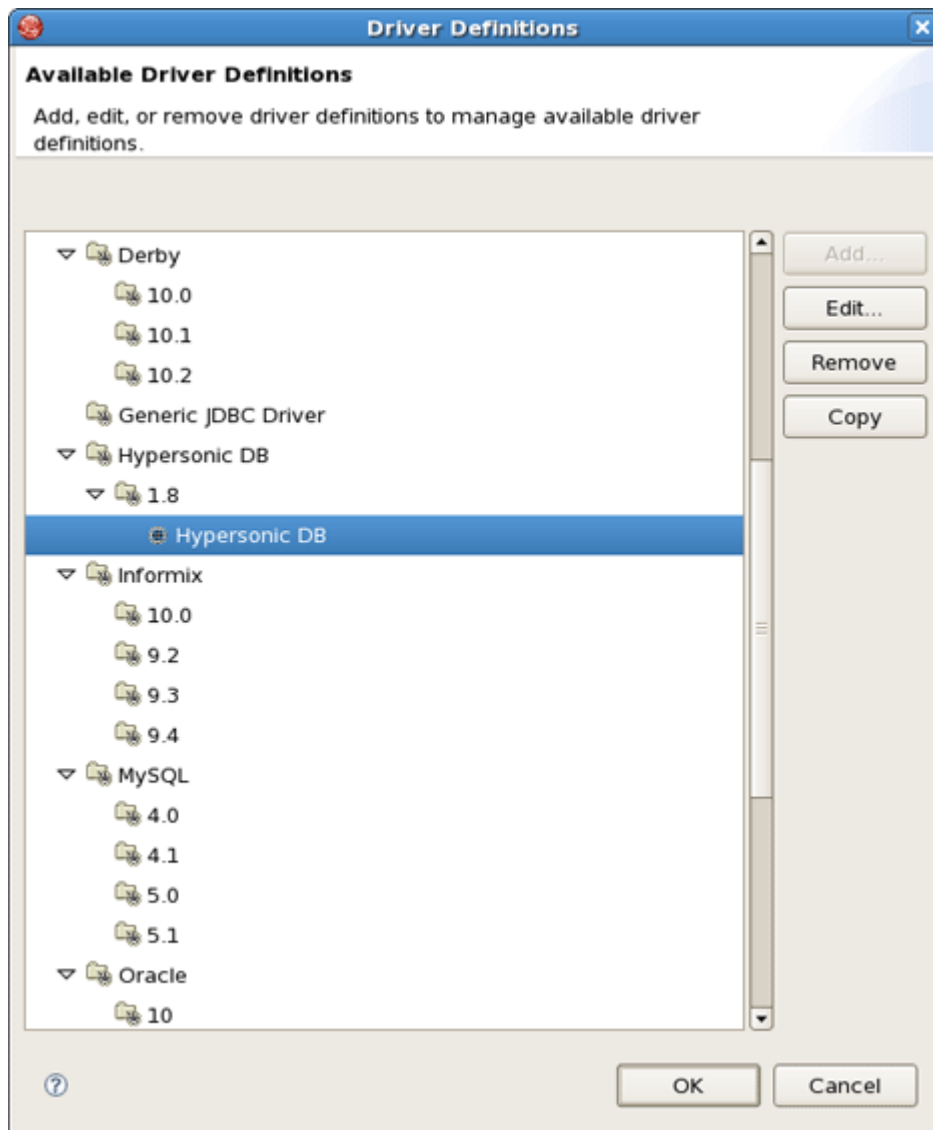 Driver Definitions
Available Driver Definitions
Add, edit, or remove driver definitions to manage available driver
definitions.
Derby
10.0
10.1
10.2
Generic JDBC Driver
Hypersonic DB
1.8
Hypersonic DB
Informix
10.0
9.2
9.3
9.4
MySQL
4.0
4.1
5.0
5.1
Oracle
10
Add...
Edit...
Remove
Copy
?
OK
Cancel